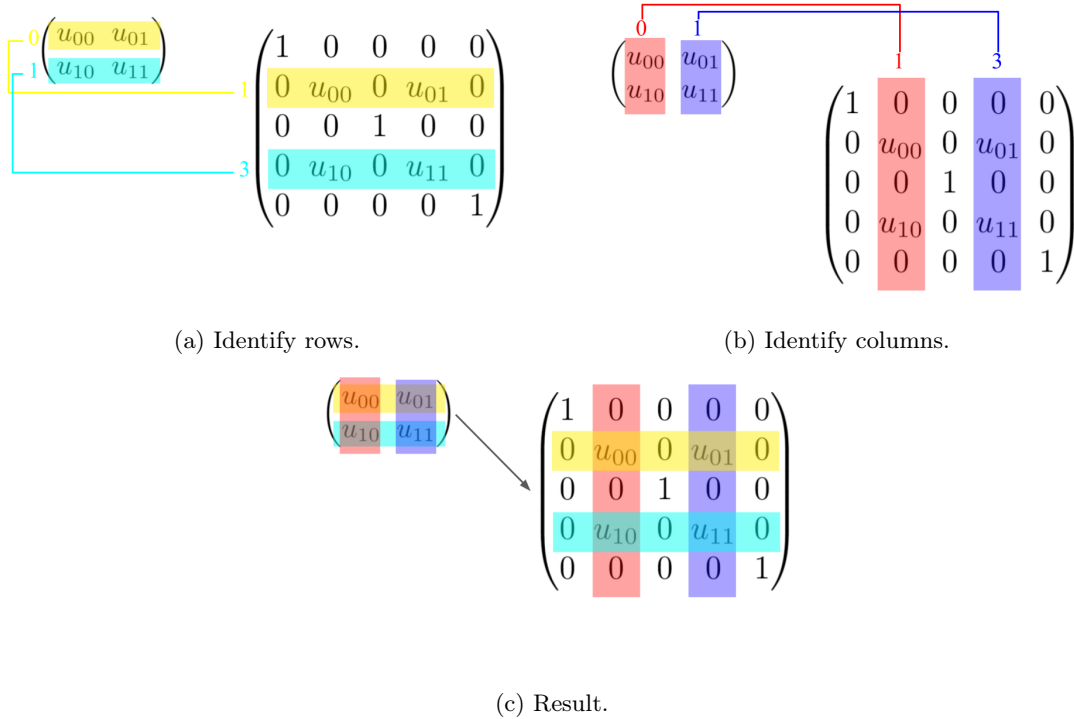 0 u00 u01
1 u10 u11
1 0 0 0 0
1 0 u00 0 u01 0
0 0 1 0 0
3 0 u10 0 u11 0
0 0 0 0 1
(a) Identify rows.
0 1
u00 u01
u10 u11
1 3
1 0 0 0 0
0 u00 0 u01 0
0 0 1 0 0
0 u10 0 u11 0
0 0 0 0 1
(b) Identify columns.
u00 u01
u10 u11
1 0 0 0 0
0 u00 0 u01 0
0 0 1 0 0
0 u10 0 u11 0
0 0 0 0 1
(c) Result.